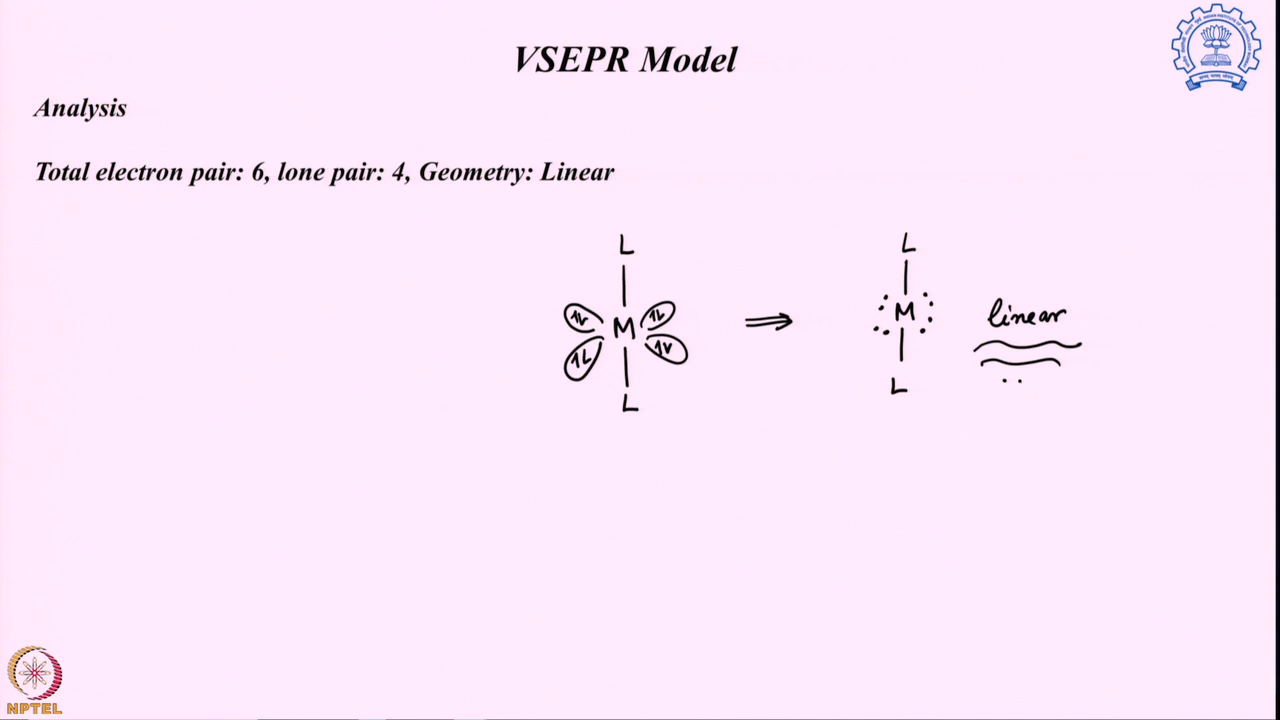 VSEPR Model
Analysis
Total electron pair: 6, lone pair: 4, Geometry: Linear
L
M
L
⇒
L
M
L
linear
NPTEL